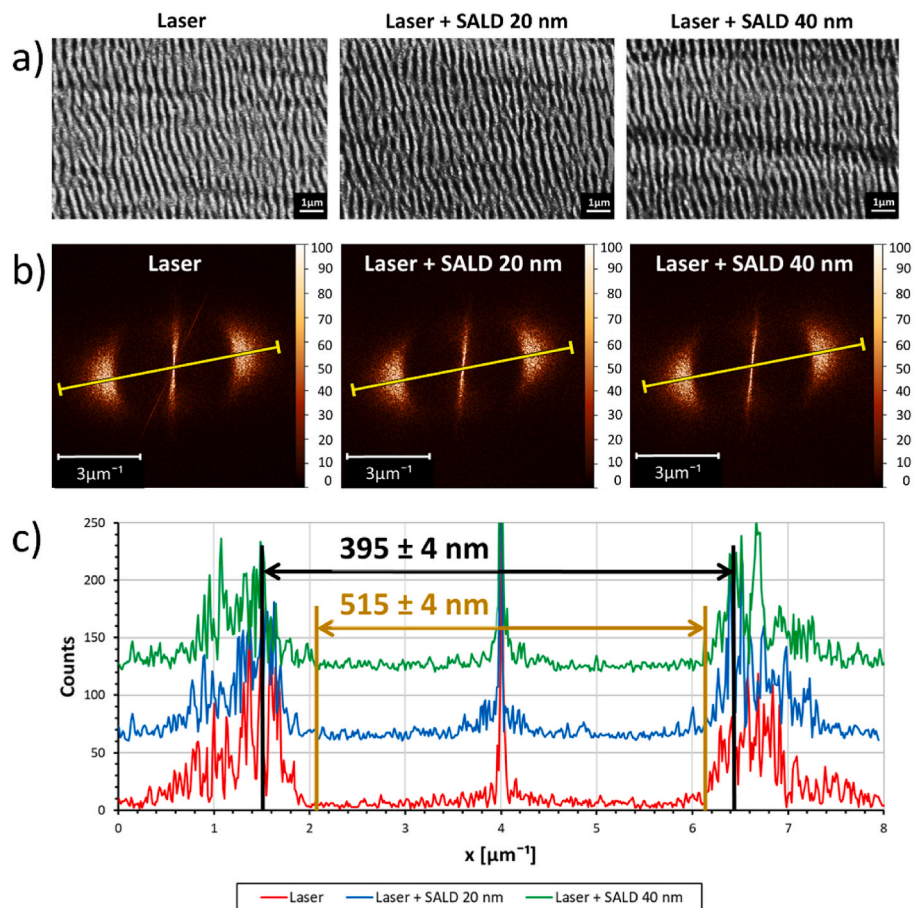 Laser Laser + SALD 20 nm Laser + SALD 40 nm
a)
1µm 1µm 1µm
b)
Laser
100
90
80
70
60
50
40
30
20
10
0
3µm⁻¹
Laser + SALD 20 nm
100
90
80
70
60
50
40
30
20
10
0
3µm⁻¹
Laser + SALD 40 nm
100
90
80
70
60
50
40
30
20
10
0
3µm⁻¹
c)
250
200
150
100
50
0
Counts
395 ± 4 nm
515 ± 4 nm
0 1 2 3 4 5 6 7 8
x [µm⁻¹]
Laser Laser + SALD 20 nm Laser + SALD 40 nm